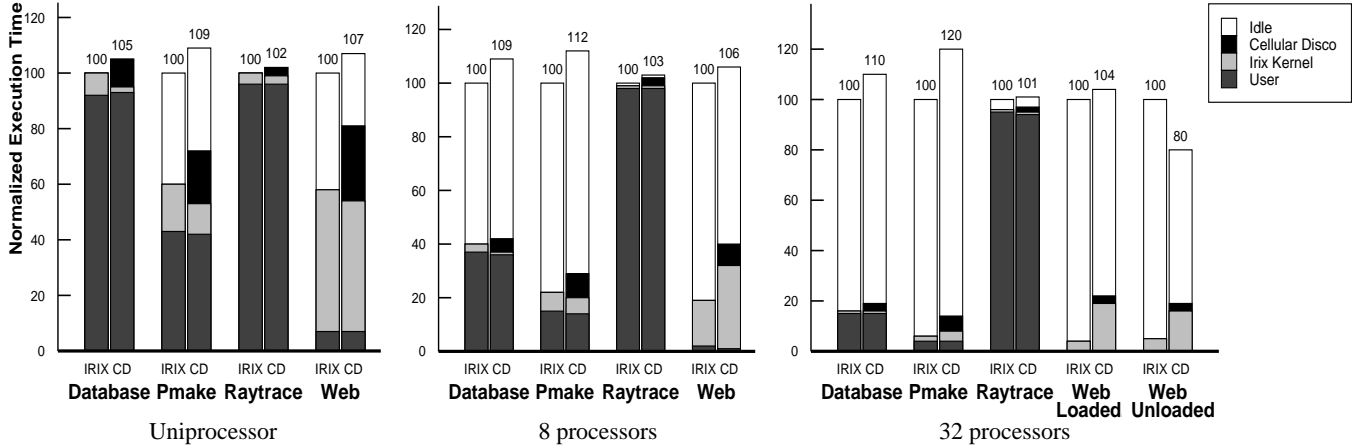 Normalized Execution Time
120
100
80
60
40
20
0
100 105 100 109 100 102 100 107
IRIX CD IRIX CD IRIX CD IRIX CD
Database Pmake Raytrace Web
Uniprocessor
120
100
80
60
40
20
0
100 109 100 112 100 103 100 106
IRIX CD IRIX CD IRIX CD IRIX CD
Database Pmake Raytrace Web
8 processors
120
100
80
60
40
20
0
100 110 100 120 100 101 100 104 100 80
IRIX CD IRIX CD IRIX CD IRIX CD IRIX CD
Database Pmake Raytrace Web Web
Loaded Unloaded
32 processors
Idle
Cellular Disco
Irix Kernel
User